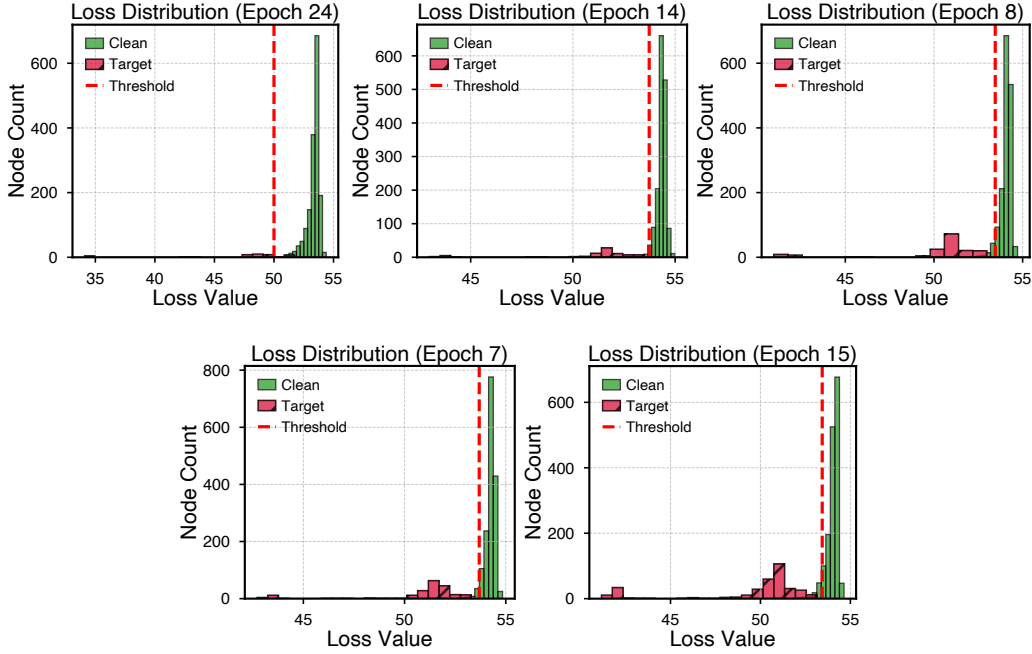 Loss Distribution (Epoch 24)
Node Count
600
400
200
0
Clean
Target
Threshold
35
40
45
50
55
Loss Value
Loss Distribution (Epoch 14)
Node Count
600
500
400
300
200
100
0
Clean
Target
Threshold
45
50
55
Loss Value
Loss Distribution (Epoch 8)
Node Count
600
400
200
0
Clean
Target
Threshold
45
50
55
Loss Value
Loss Distribution (Epoch 7)
Node Count
800
600
400
200
0
Clean
Target
Threshold
45
50
55
Loss Value
Loss Distribution (Epoch 15)
Node Count
600
400
200
0
Clean
Target
Threshold
45
50
55
Loss Value